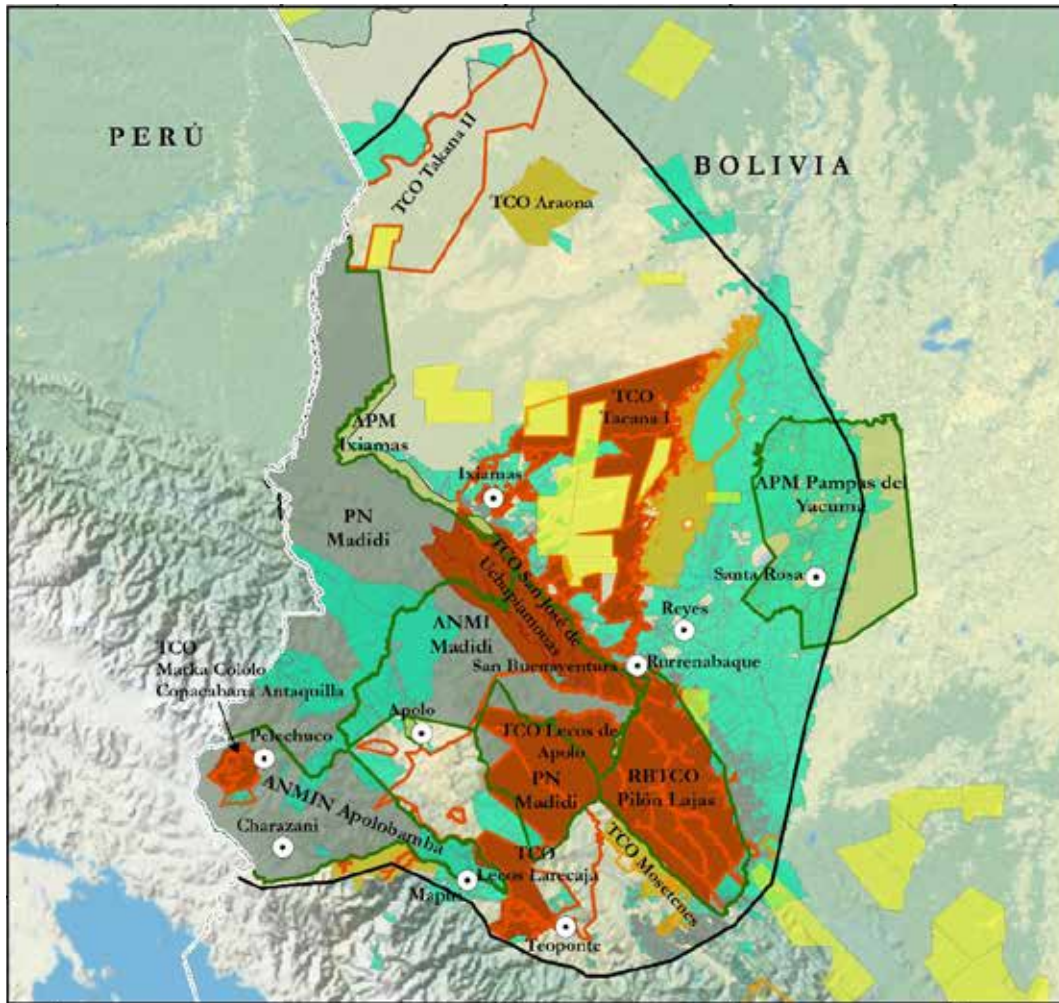 PERÚ
BOLIVIA
TCO Takana II
TCO Araona
TCO
Tacana I
APM
Ixiamas
Ixiamas
APM Pampas del
Yacuma
PN
Madidi
TCO San José de
Uchupiamonas
Santa Rosa
Reyes
ANMI
Madidi
San Buenaventura
Rurrenabaque
TCO
Marka Cololo
Copacabana Antaquilla
Apolo
TCO Lecos de
Apolo
Pelechuco
PN
Madidi
RBTCO
Pilón Lajas
ANMIN Apolobamba
Charazani
TCO Mosetenes
TCO
Lecos Larecaja
Mapiri
Teoponte